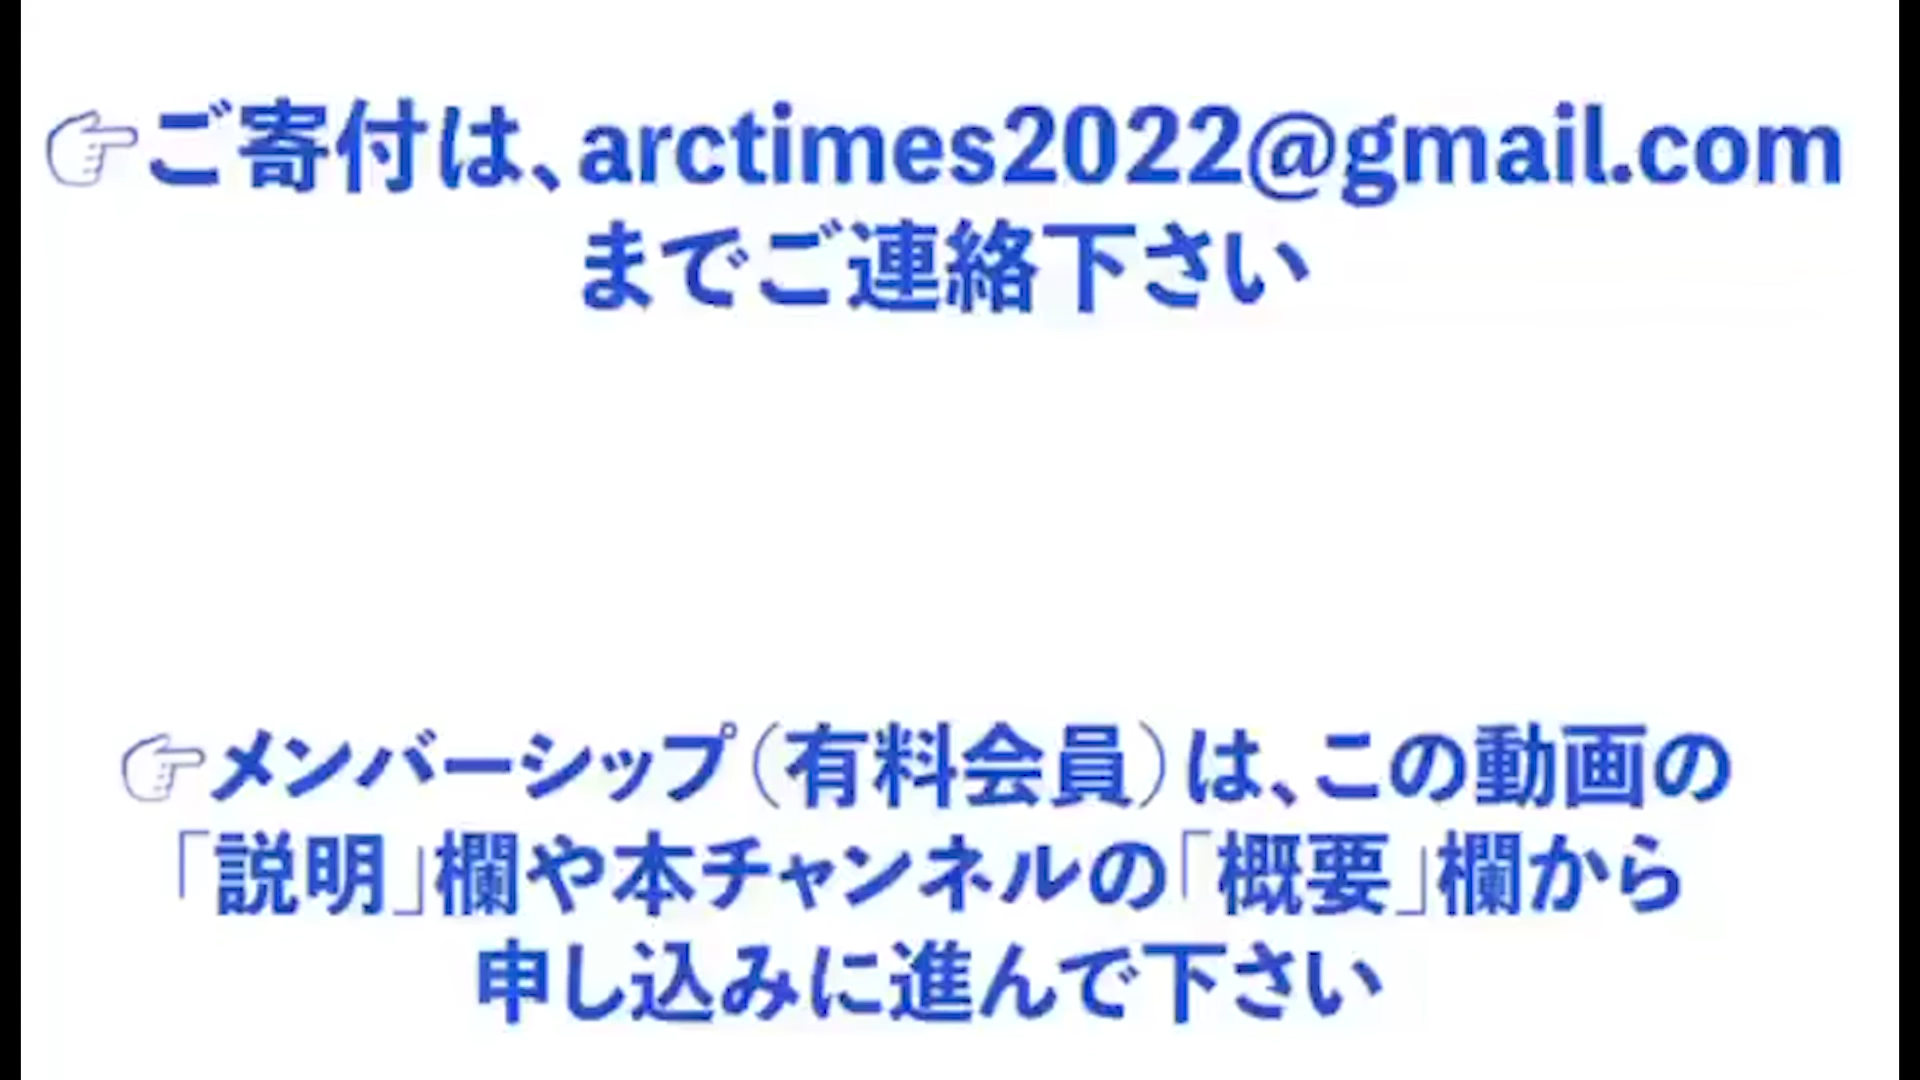 👉ご寄付は、arctimes2022@gmail.com
までご連絡下さい
👉メンバーシップ（有料会員）は、この動画の
「説明」欄や本チャンネルの「概要」欄から
申し込みに進んで下さい